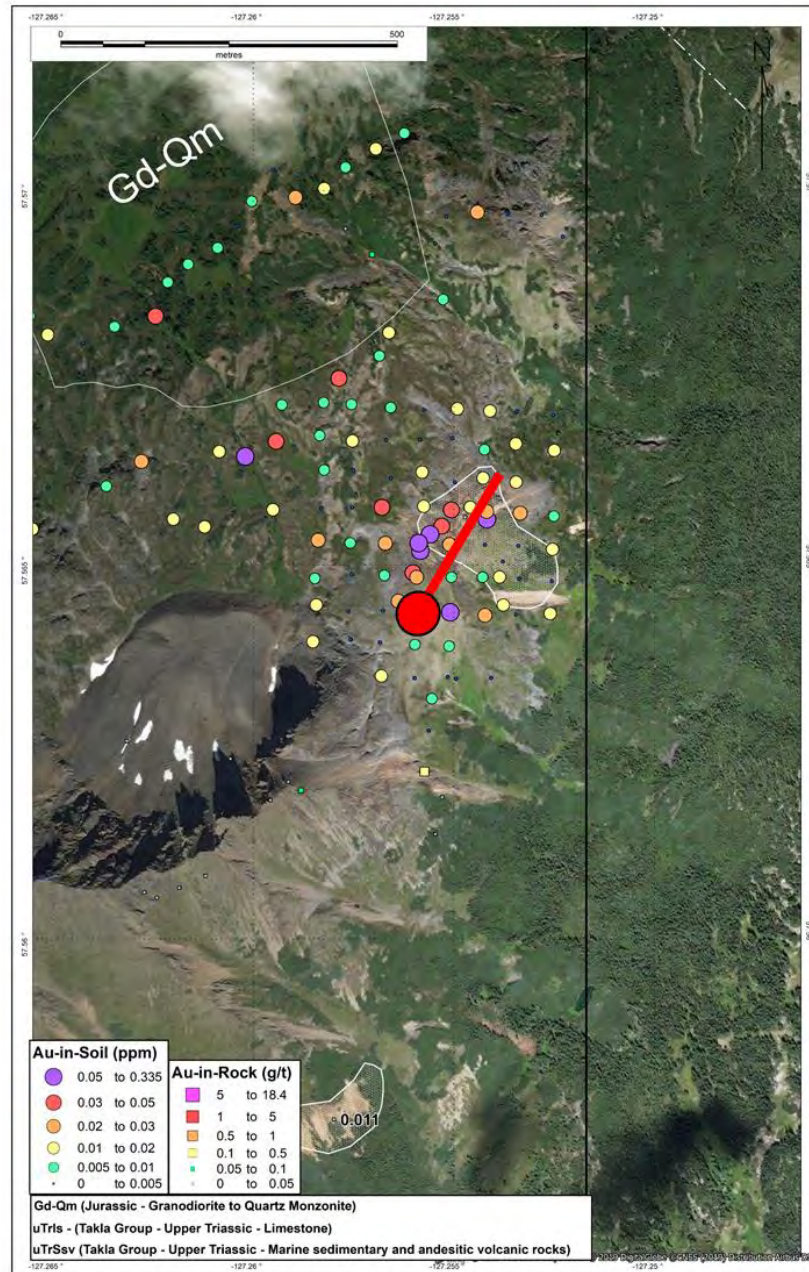 -127.265 -127.26 -127.255 -127.25
0 500
metres
N
Gd-Qm
57.57 °
57.565 °
57.56 °
0.011
Au-in-Soil (ppm)
0.05 to 0.335
0.03 to 0.05
0.02 to 0.03
0.01 to 0.02
0.005 to 0.01
0 to 0.005
Au-in-Rock (g/t)
5 to 18.4
1 to 5
0.5 to 1
0.1 to 0.5
0.05 to 0.1
0 to 0.05
Gd-Qm (Jurassic - Granodiorite to Quartz Monzonite)
uTrls - (Takla Group - Upper Triassic - Limestone)
uTrSsv (Takla Group - Upper Triassic - Marine sedimentary and andesitic volcanic rocks)
-127.265 -127.26 -127.255 -127.25